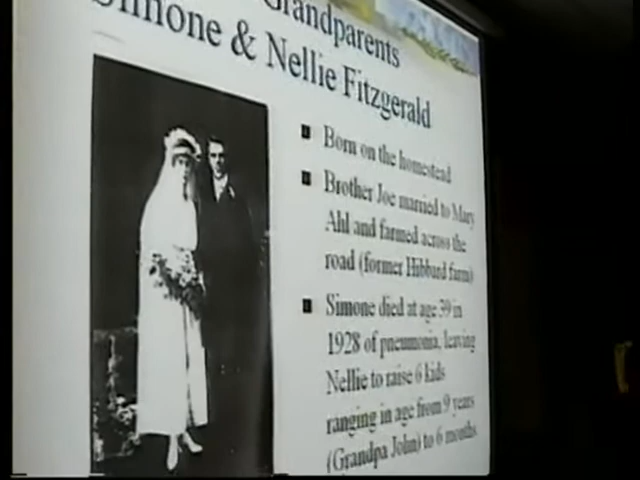 Grandparents
Simone & Nellie Fitzgerald
■ Born on the homestead
■ Brother Joe married to Mary
Ahl and farmed across the
road (former Hibbard farm)
■ Simone died at age 39 in
1928 of pneumonia, leaving
Nellie to raise 6 kids
ranging in age from 9 years
(Grandpa John) to 6 months